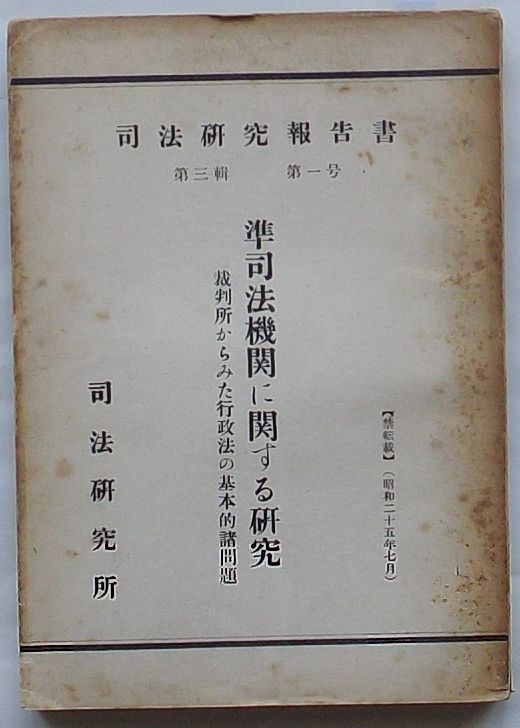 司法研究報告書
第三輯　第一号
【禁転載】（昭和二十五年七月）
準司法機関に関する研究
裁判所からみた行政法の基本的諸問題
司法研究所